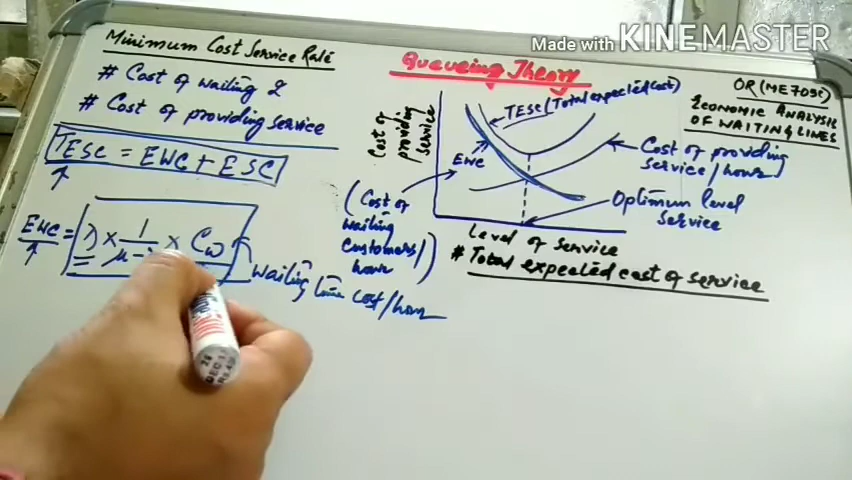 Made with KINEMASTER
Minimum Cost Service Rate
# Cost of waiting &
# Cost of providing service
TESC = EWC + ESC
EWC = λ × 1/μ- × Cw
waiting time cost/hour
Queueing Theory
OR (ME7093)
ECONOMIC ANALYSIS
OF WAITING LINES
Cost of
providing
service
TESC (Total expected cost)
EWC
Cost of providing
service/hour
(Cost of
waiting
customers/
hour)
Optimum level
service
Level of service
# Total expected cost of service
DEC